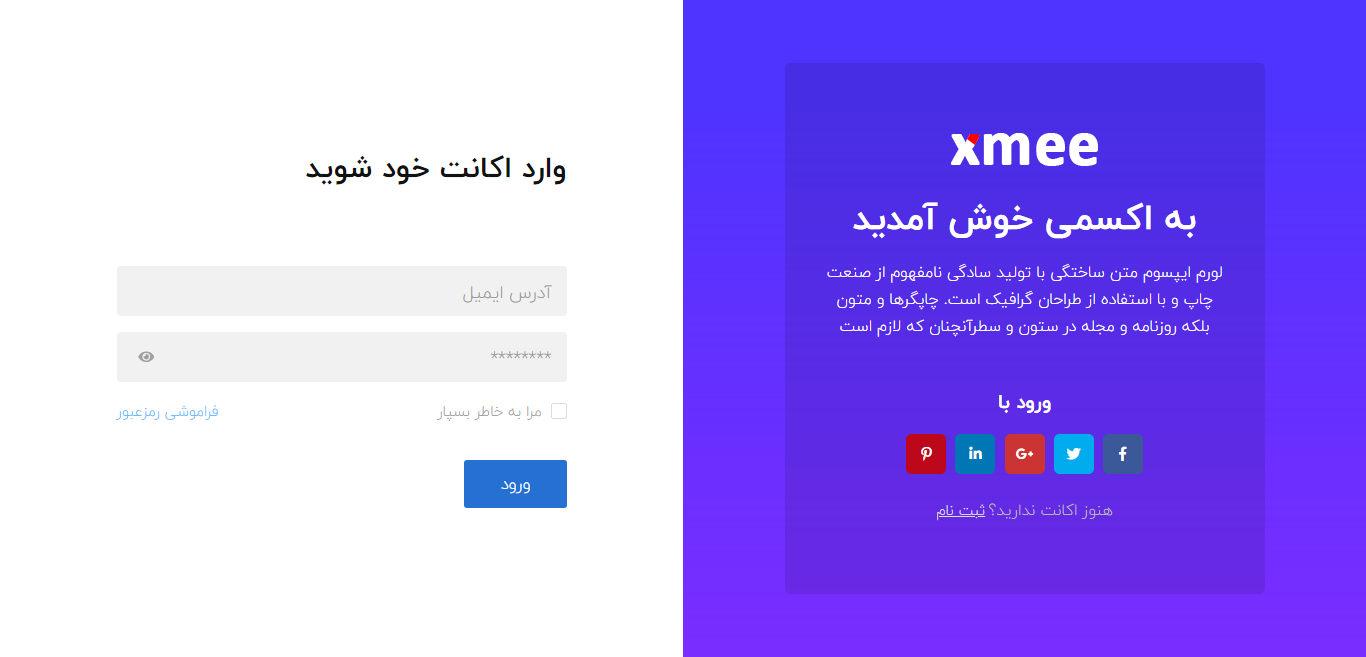 xmee
به اکسمی خوش آمدید
لورم ایپسوم متن ساختگی با تولید سادگی نامفهوم از صنعت
چاپ و با استفاده از طراحان گرافیک است. چاپگرها و متون
بلکه روزنامه و مجله در ستون و سطرآنچنان که لازم است
ورود با
هنوز اکانت ندارید؟ ثبت نام
وارد اکانت خود شوید
آدرس ایمیل
********
مرا به خاطر بسپار
فراموشی رمزعبور
ورود